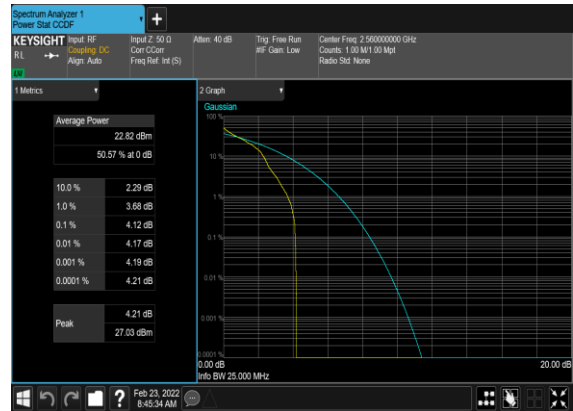 Spectrum Analyzer 1
Power Stat CCDF
KEYSIGHT
RL
Input: RF
Coupling: DC
Align: Auto
Input Z: 50 Ω
Corr CCorr
Freq Ref: Int (S)
Atten: 40 dB
Trig: Free Run
#IF Gain: Low
Center Freq: 2.560000000 GHz
Counts: 1.00 M/1.00 Mpt
Radio Std: None
1 Metrics
Average Power
22.82 dBm
50.57 % at 0 dB
10.0 % 2.29 dB
1.0 % 3.68 dB
0.1 % 4.12 dB
0.01 % 4.17 dB
0.001 % 4.19 dB
0.0001 % 4.21 dB
Peak
4.21 dB
27.03 dBm
2 Graph
Gaussian
100 %
10 %
1 %
0.1 %
0.01 %
0.001 %
0.0001 %
0.00 dB 20.00 dB
Info BW 25.000 MHz
Feb 23, 2022
8:45:34 AM